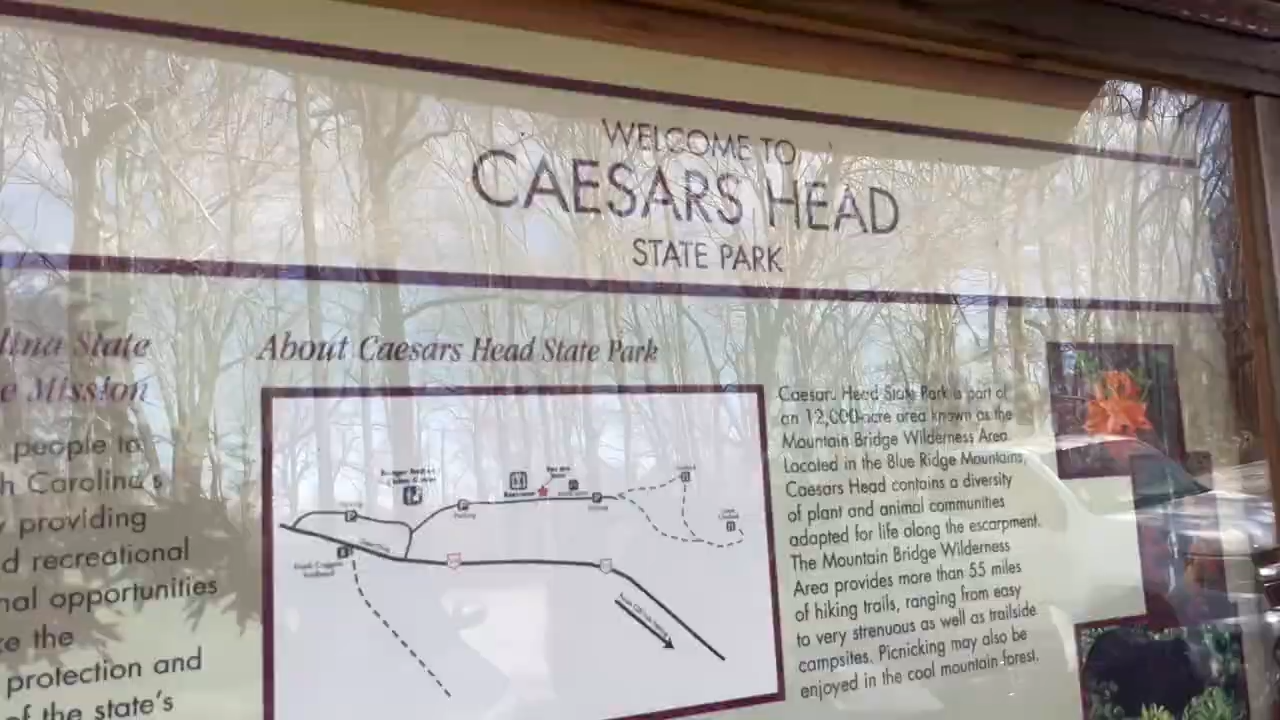 WELCOME TO
CAESARS HEAD
STATE PARK
lina State
e Mission
people to
h Carolina's
providing
d recreational
nal opportunities
ke the
protection and
of the state's
About Caesars Head State Park
Parking
Caesars Head State Park is part of
an 12,000-acre area known as the
Mountain Bridge Wilderness Area.
Located in the Blue Ridge Mountains,
Caesars Head contains a diversity
of plant and animal communities
adapted for life along the escarpment.
The Mountain Bridge Wilderness
Area provides more than 55 miles
of hiking trails, ranging from easy
to very strenuous as well as trailside
campsites. Picnicking may also be
enjoyed in the cool mountain forest.